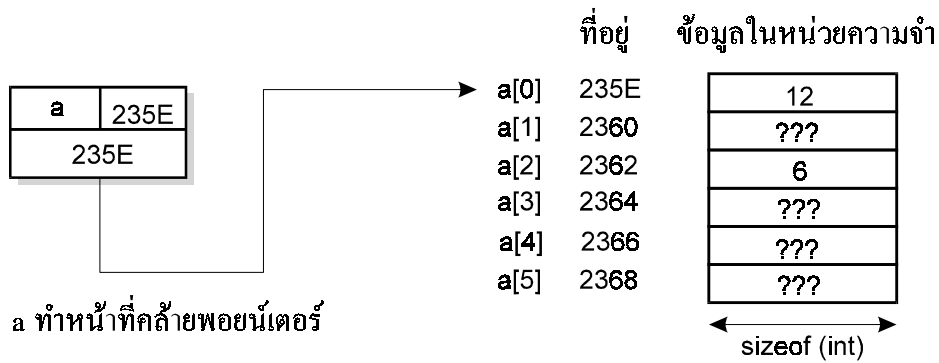 ที่อยู่ ข้อมูลในหน่วยความจำ
a 235E
235E
a[0] 235E 12
a[1] 2360 ???
a[2] 2362 6
a[3] 2364 ???
a[4] 2366 ???
a[5] 2368 ???
a ทำหน้าที่คล้ายพอยน์เตอร์
sizeof (int)